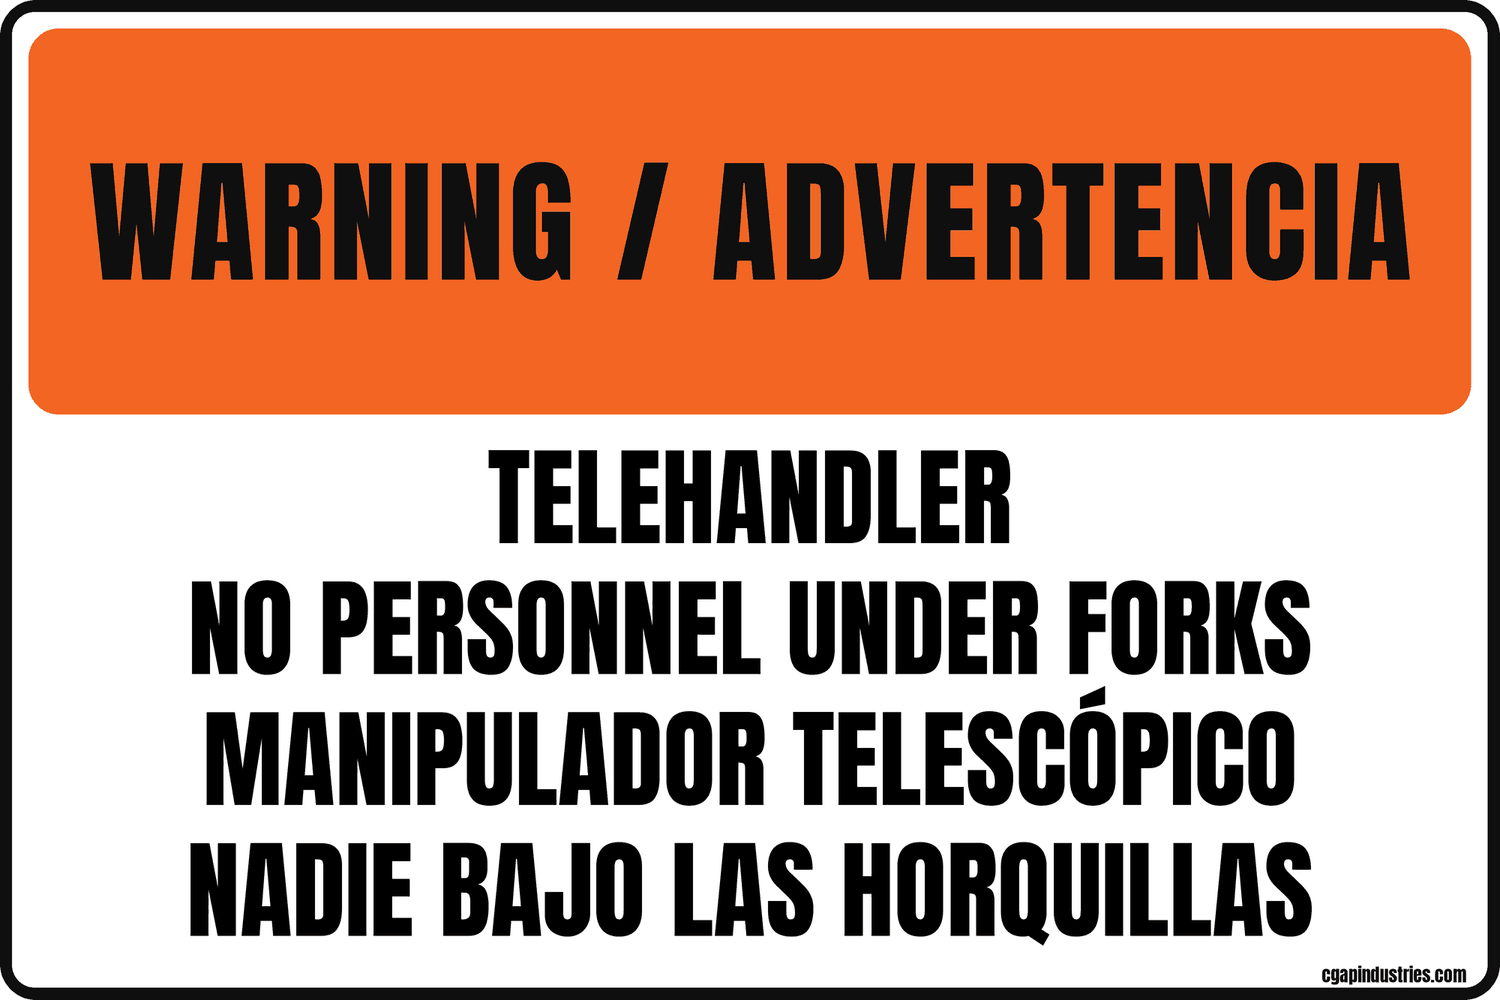 WARNING / ADVERTENCIA
TELEHANDLER
NO PERSONNEL UNDER FORKS
MANIPULADOR TELESCÓPICO
NADIE BAJO LAS HORQUILLAS
cgapindustries.com